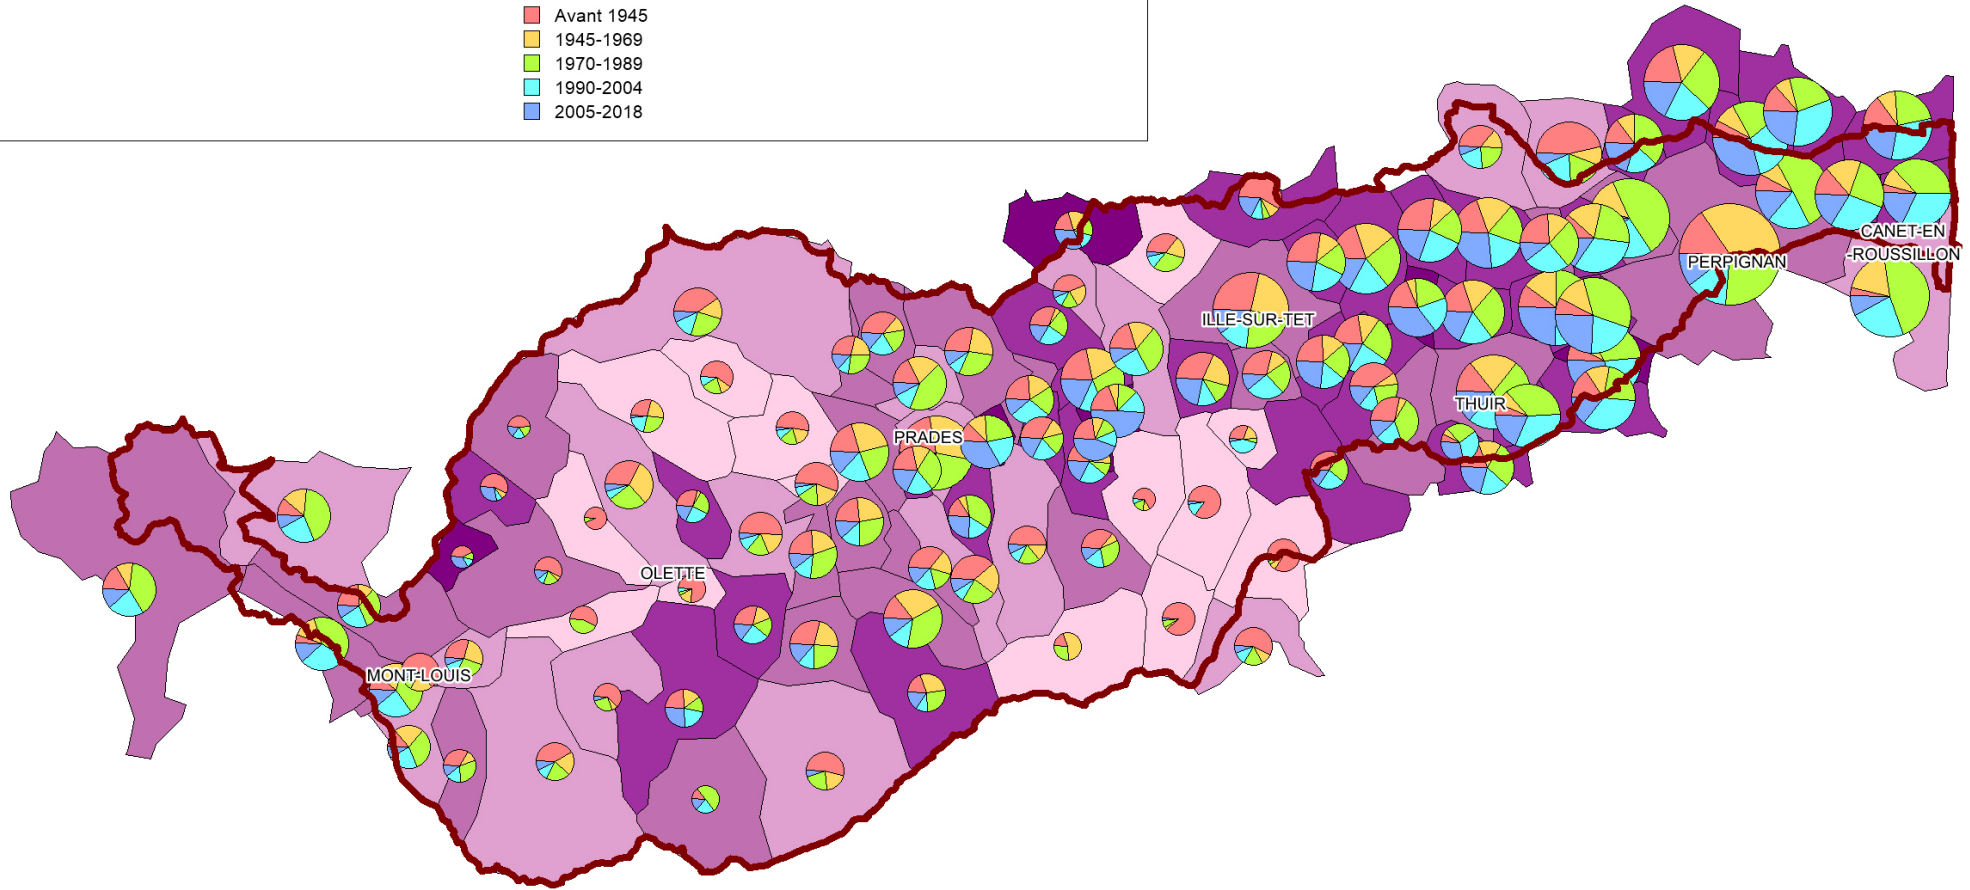 Avant 1945
1945-1969
1970-1989
1990-2004
2005-2018
CANET-EN
-ROUSSILLON
PERPIGNAN
ILLE-SUR-TET
THUIR
PRADES
OLETTE
MONT-LOUIS